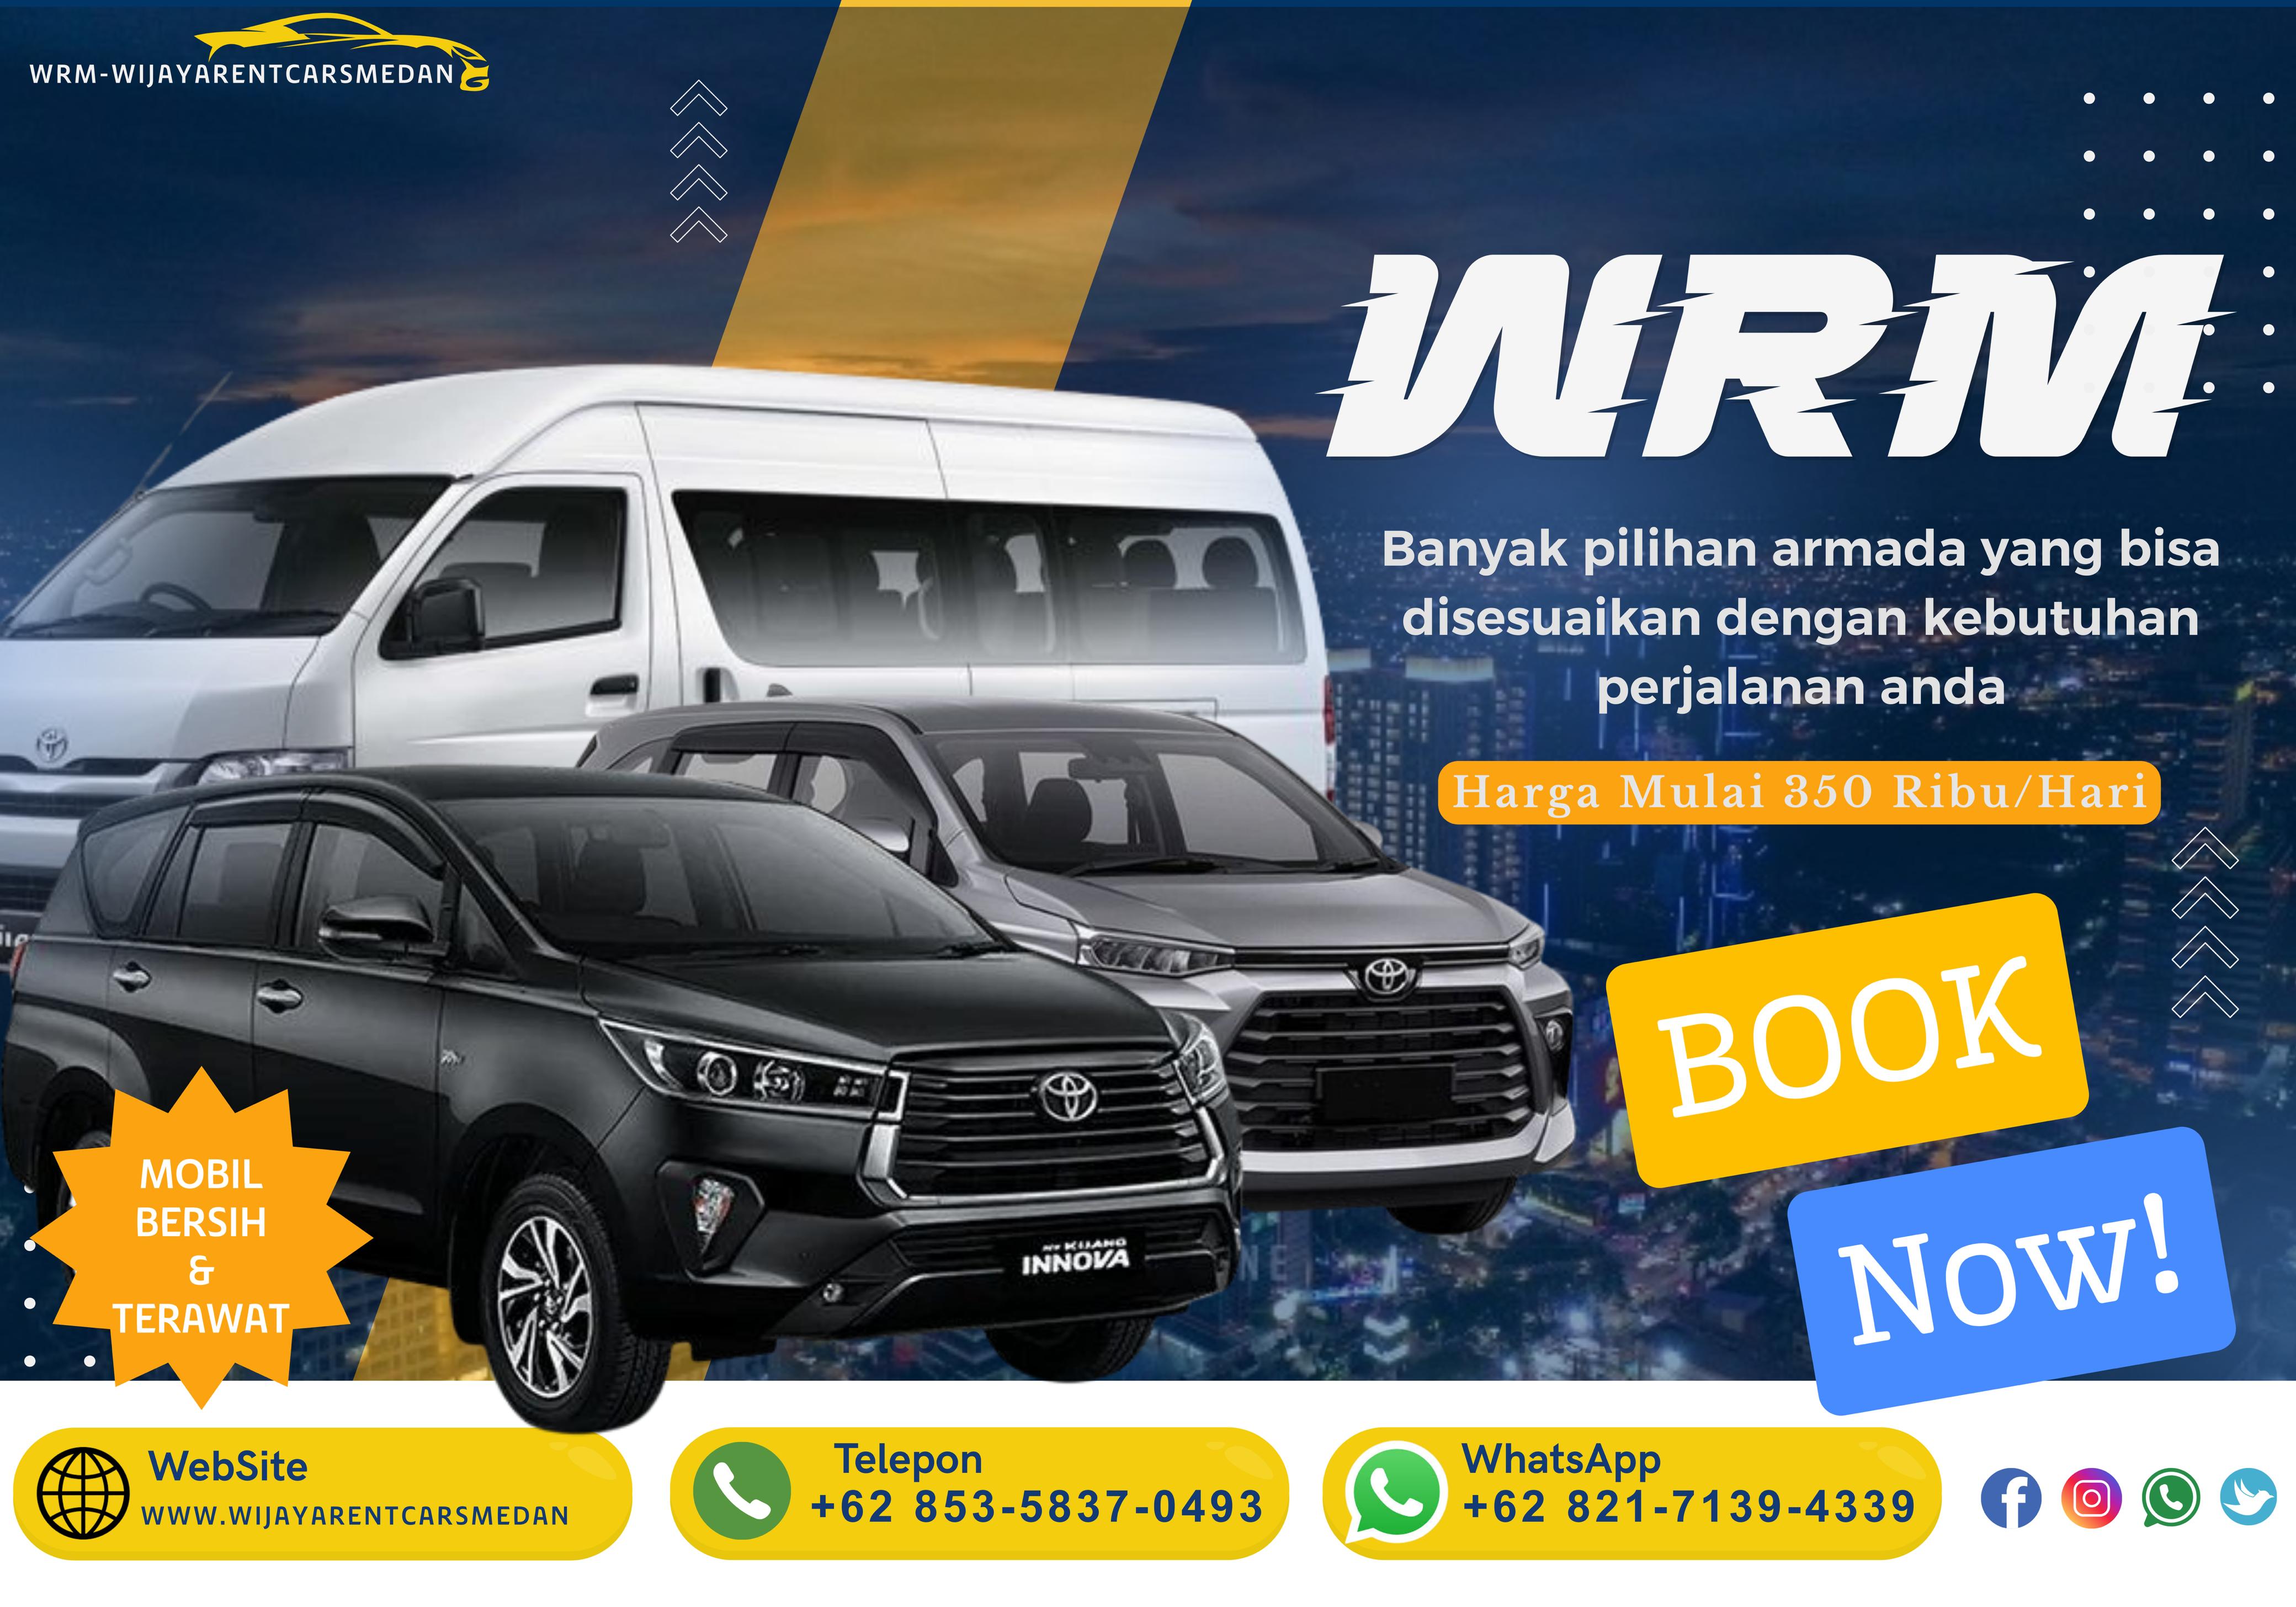 WRM-WIJAYARENTCARSMEDAN
WRM
Banyak pilihan armada yang bisa
disesuaikan dengan kebutuhan
perjalanan anda
Harga Mulai 350 Ribu/Hari
BOOK
Now!
INNOVA
MOBIL
BERSIH
&
TERAWAT
WebSite
WWW.WIJAYARENTCARSMEDAN
Telepon
+62 853-5837-0493
WhatsApp
+62 821-7139-4339